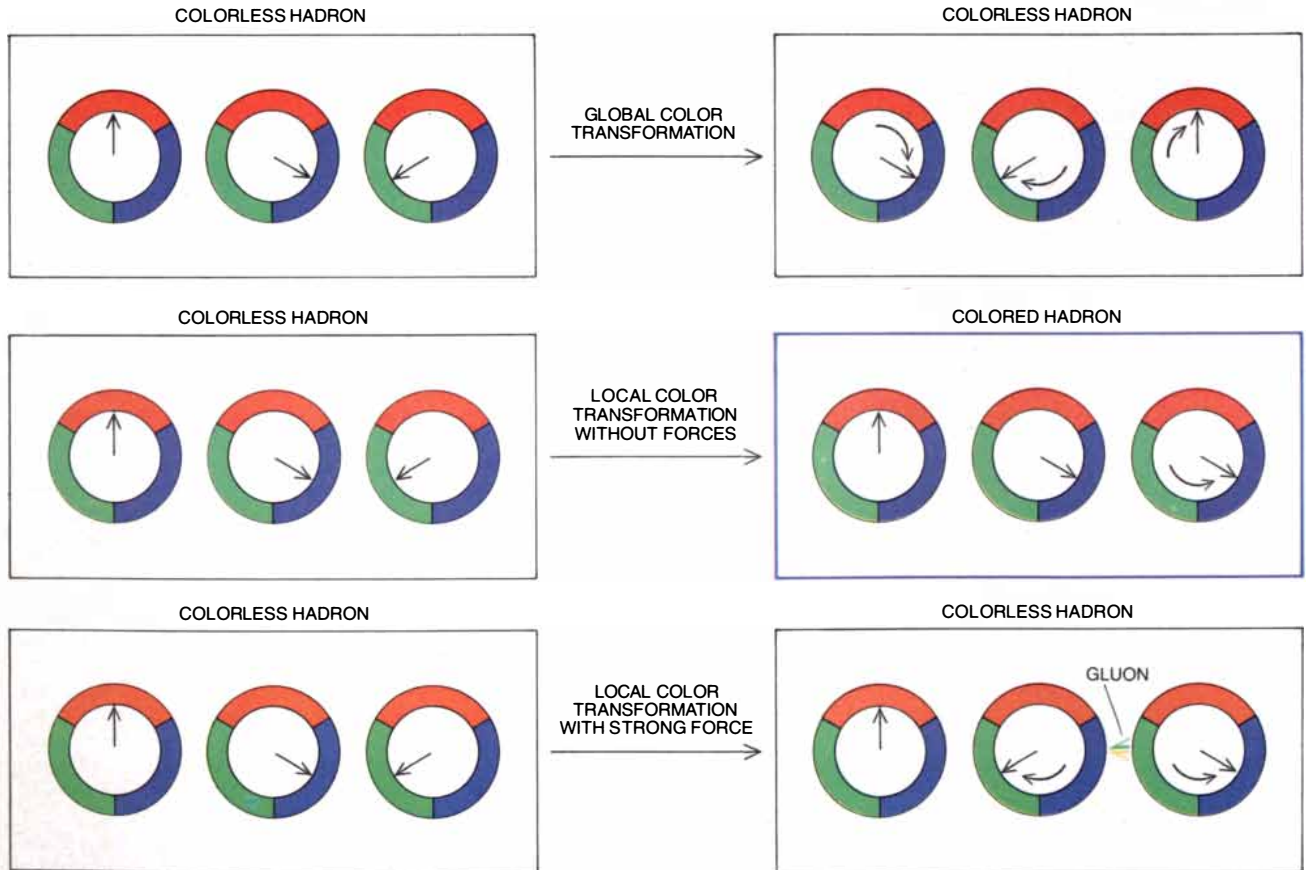 COLORLESS HADRON
COLORLESS HADRON
GLOBAL COLOR
TRANSFORMATION
COLORLESS HADRON
COLORED HADRON
LOCAL COLOR
TRANSFORMATION
WITHOUT FORCES
COLORLESS HADRON
COLORLESS HADRON
LOCAL COLOR
TRANSFORMATION
WITH STRONG FORCE
GLUON